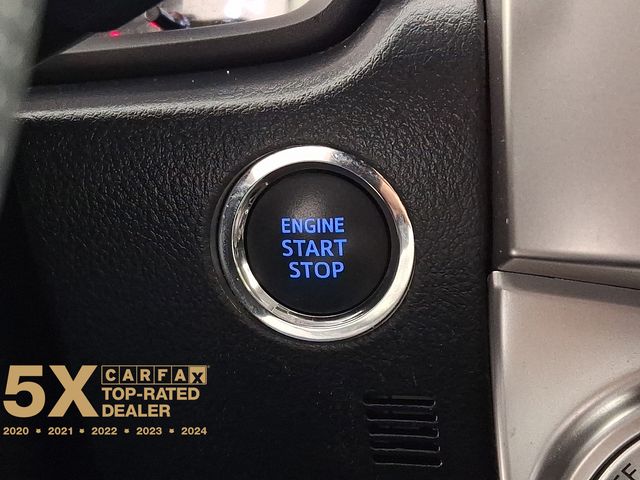 ENGINE
START
STOP
5X CARFAX
TOP-RATED
DEALER
2020 • 2021 • 2022 • 2023 • 2024